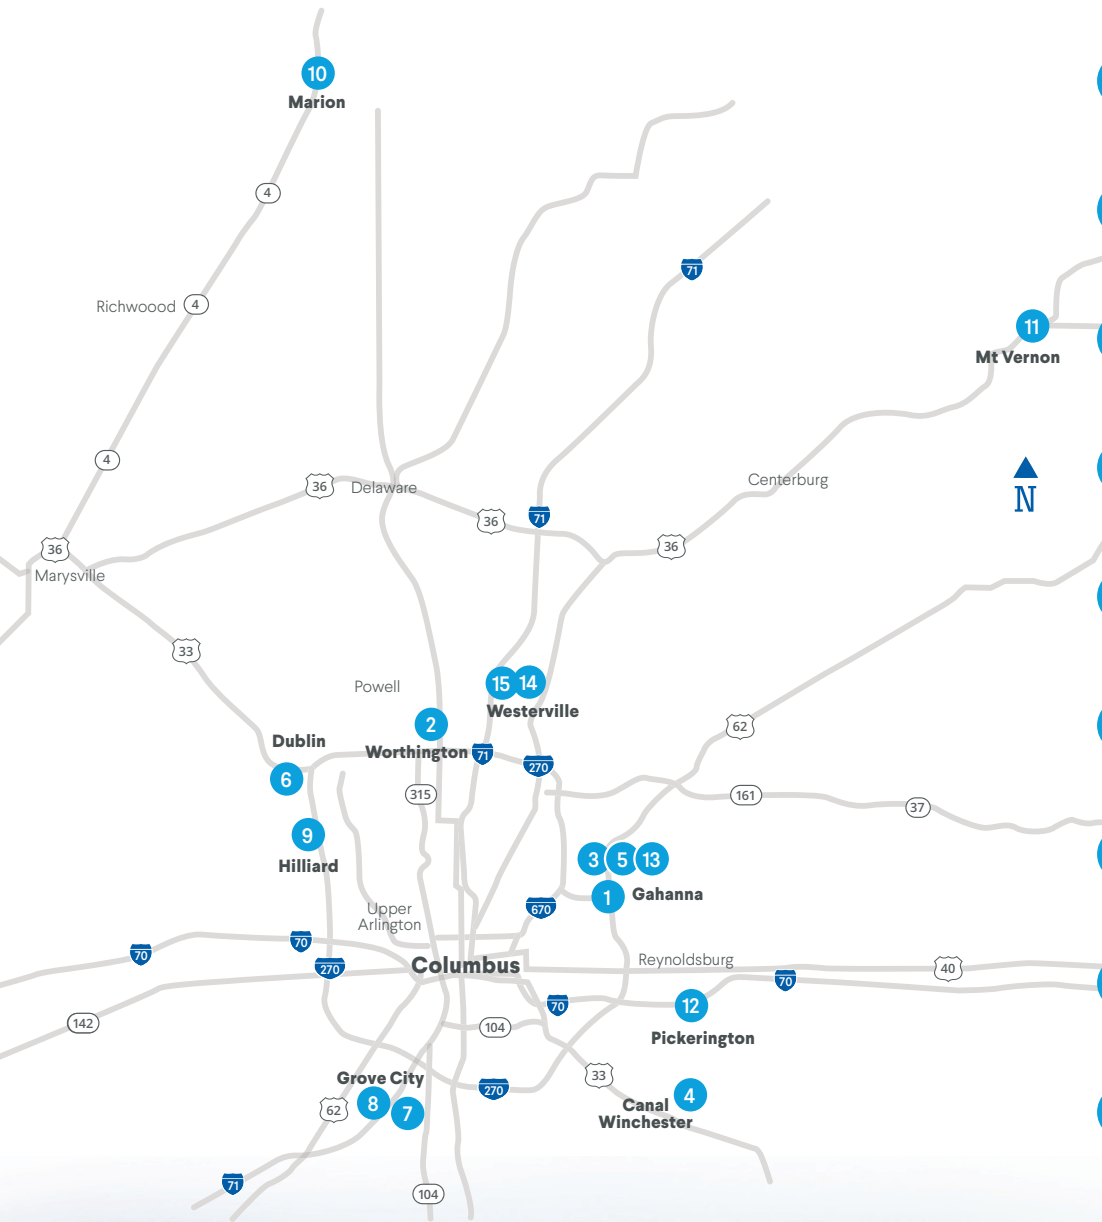 10
Marion
4
71
Richwoood
4
11
Mt Vernon
4
Centerburg
36
Delaware
N
36
71
36
36
Marysville
33
15
14
Powell
Westerville
2
62
Dublin
Worthington
71
270
6
315
161
37
9
3
5
13
Hilliard
1
Gahanna
Upper
Arlington
670
70
70
270
Columbus
Reynoldsburg
40
70
70
12
142
104
Pickerington
33
Grove City
270
8
7
4
62
Canal
Winchester
71
104